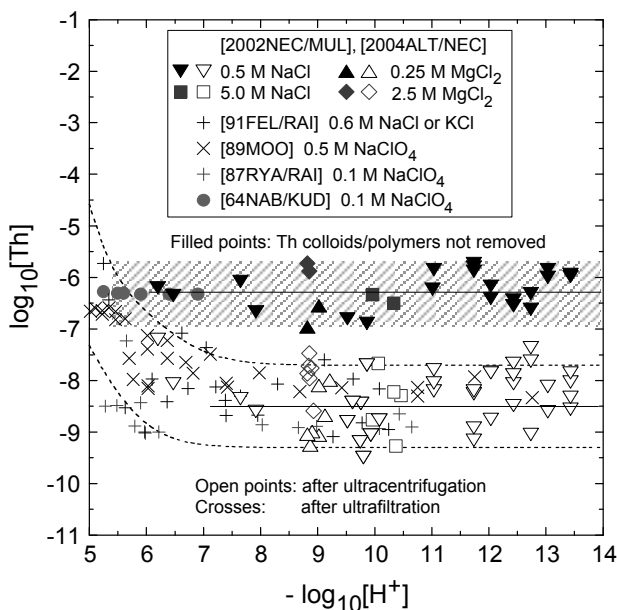 [2002NEC/MUL], [2004ALT/NEC]
0.5 M NaCl 0.25 M MgCl2
5.0 M NaCl 2.5 M MgCl2
[91FEL/RAI] 0.6 M NaCl or KCl
[89MOO] 0.5 M NaClO4
[87RYA/RAI] 0.1 M NaClO4
[64NAB/KUD] 0.1 M NaClO4
Filled points: Th colloids/polymers not removed
log10[Th]
-1
-2
-3
-4
-5
-6
-7
-8
-9
-10
-11
Open points: after ultracentrifugation
Crosses: after ultrafiltration
5 6 7 8 9 10 11 12 13 14
- log10[H+]